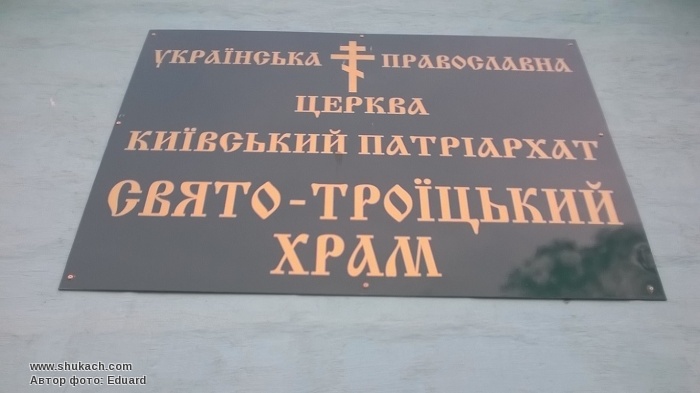 УКРАЇНСЬКА ПРАВОСЛАВНА
ЦЕРКВА
КИЇВСЬКИЙ ПАТРІАРХАТ
СВЯТО-ТРОЇЦЬКИЙ
ХРАМ
www.shukach.com
Автор фото: Eduard